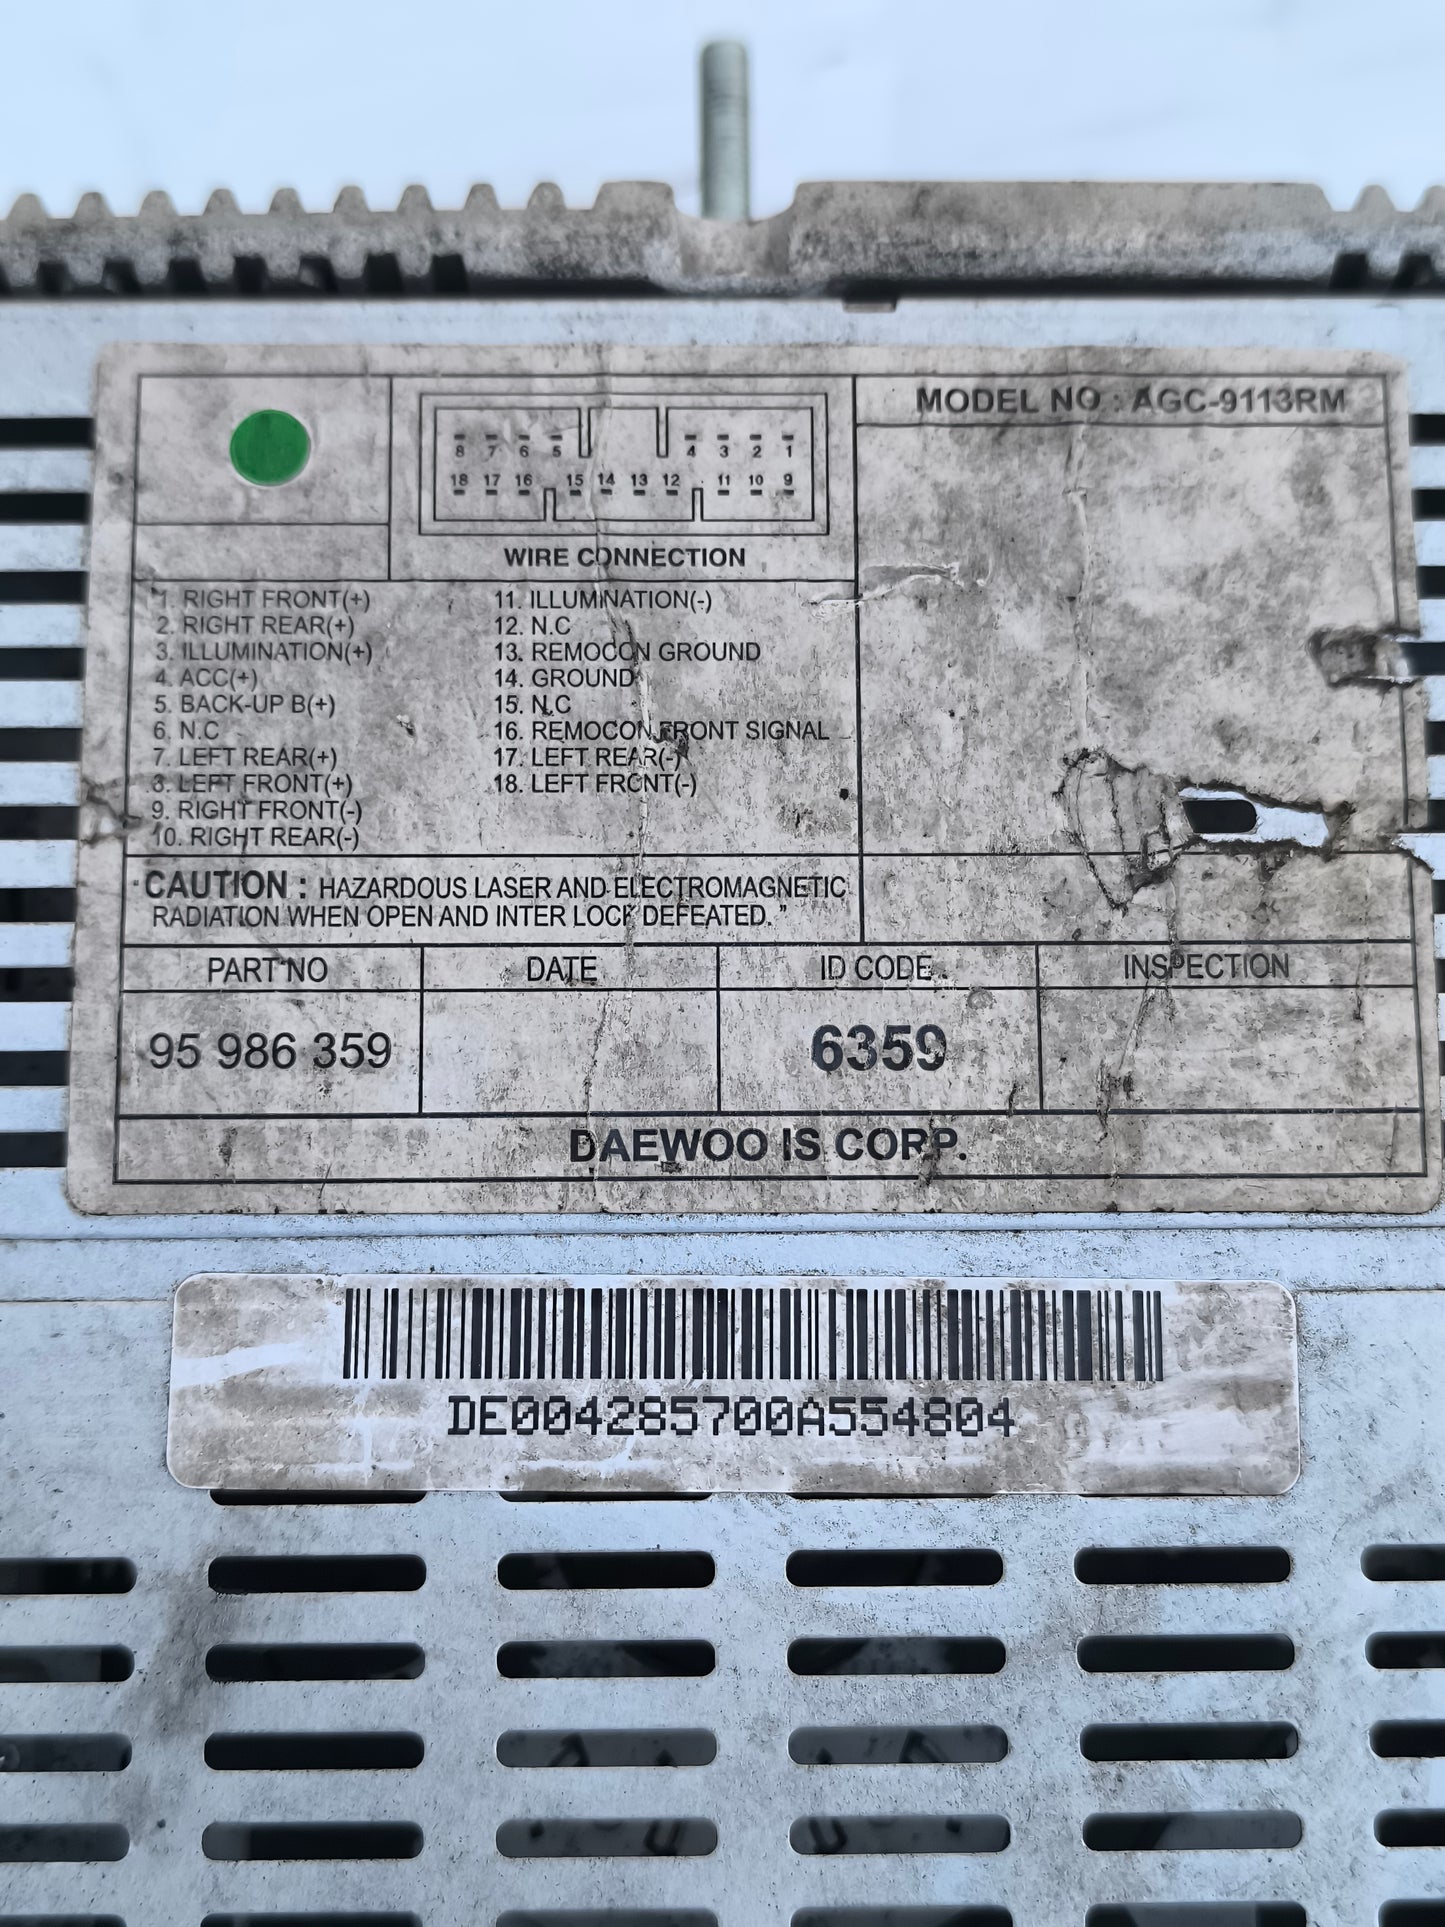 MODEL NO : AGC-9113RM
8 7 6 5 4 3 2 1
18 17 16 15 14 13 12 11 10 9
WIRE CONNECTION
1. RIGHT FRONT(+)
2. RIGHT REAR(+)
3. ILLUMINATION(+)
4. ACC(+)
5. BACK-UP B(+)
6. N.C
7. LEFT REAR(+)
8. LEFT FRONT(+)
9. RIGHT FRONT(-)
10. RIGHT REAR(-)
11. ILLUMINATION(-)
12. N.C
13. REMOCON GROUND
14. GROUND
15. N.C
16. REMOCON FRONT SIGNAL
17. LEFT REAR(-)
18. LEFT FRONT(-)
CAUTION : HAZARDOUS LASER AND ELECTROMAGNETIC
RADIATION WHEN OPEN AND INTER LOCK DEFEATED. "
PART NO DATE ID CODE . INSPECTION
95 986 359 6359
DAEWOO IS CORP.
DE004285700A554804